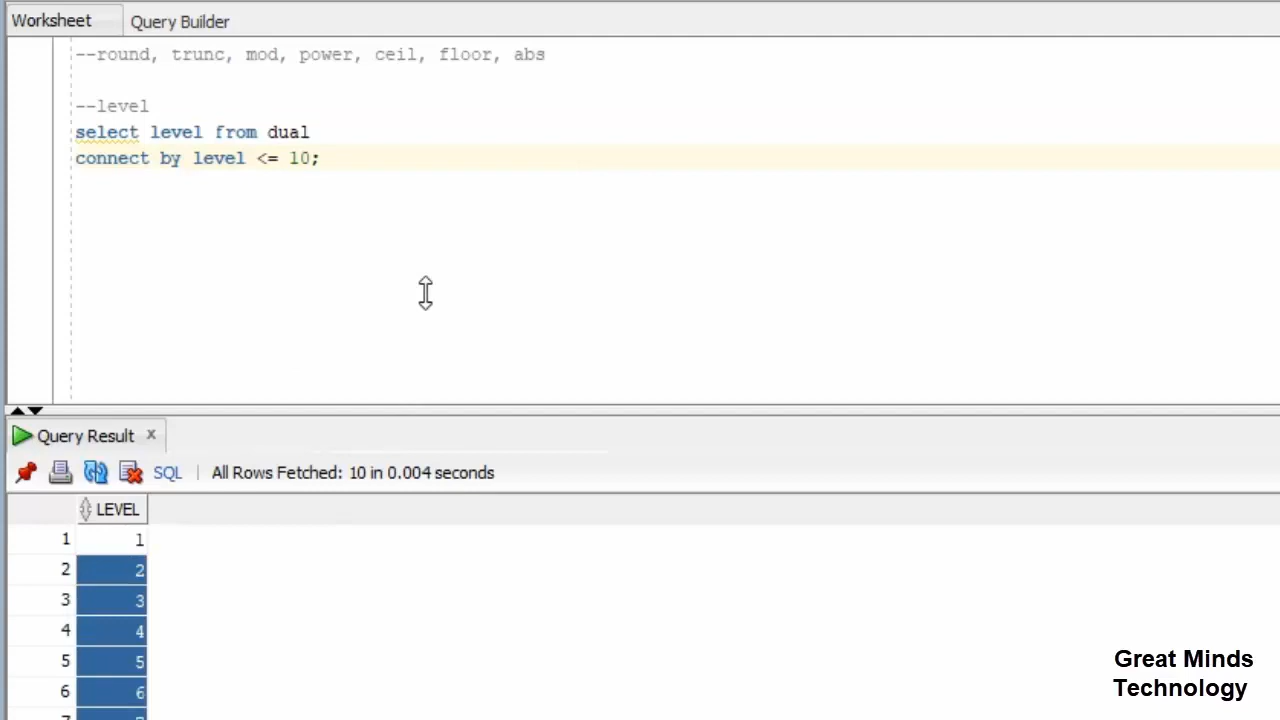 Worksheet Query Builder
--round, trunc, mod, power, ceil, floor, abs
--level
select level from dual
connect by level <= 10;
Query Result x
SQL | All Rows Fetched: 10 in 0.004 seconds
LEVEL
1 1
2 2
3 3
4 4
5 5
6 6
Great Minds
Technology